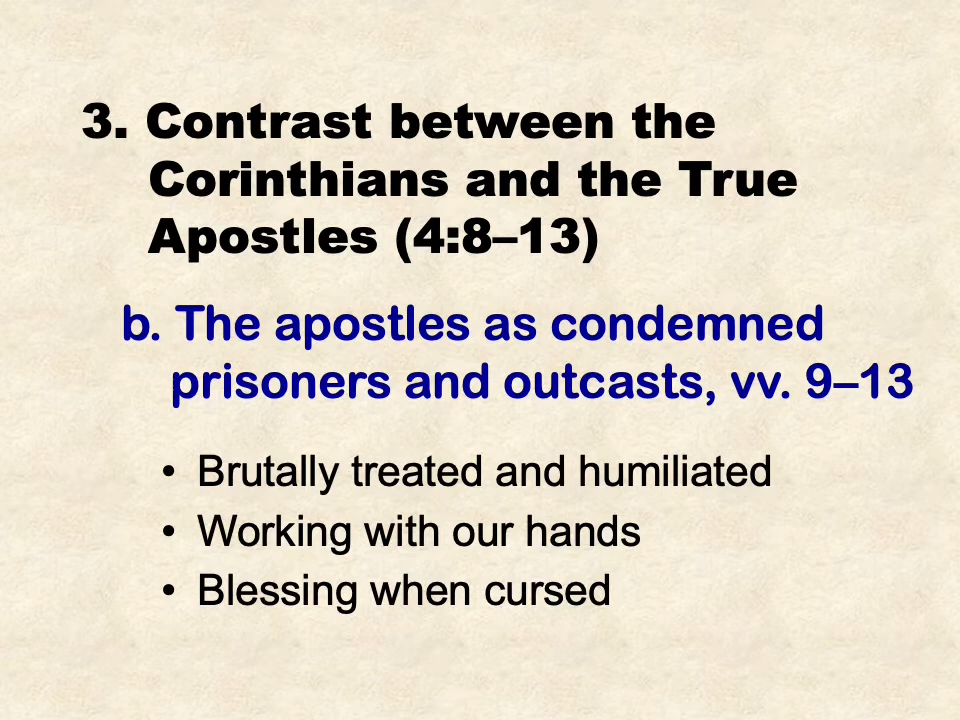 3. Contrast between the
Corinthians and the True
Apostles (4:8–13)
b. The apostles as condemned
prisoners and outcasts, vv. 9–13
• Brutally treated and humiliated
• Working with our hands
• Blessing when cursed